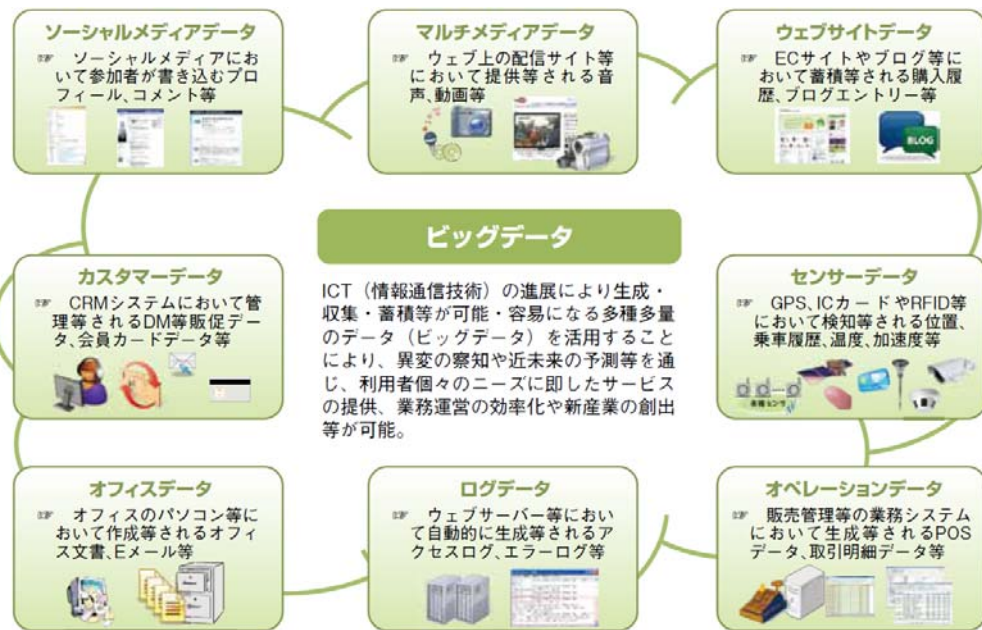 ソーシャルメディアデータ
☞ ソーシャルメディアにお
いて参加者が書き込むプロ
フィール、コメント等
マルチメディアデータ
☞ ウェブ上の配信サイト等
において提供等される音
声、動画等
ウェブサイトデータ
☞ ECサイトやブログ等に
おいて蓄積等される購入履
歴、ブログエントリー等
BLOG
ビッグデータ
ICT(情報通信技術)の進展により生成・
収集・蓄積等が可能・容易になる多種多量
のデータ(ビッグデータ)を活用すること
により、異変の察知や近未来の予測等を通
じ、利用者個々のニーズに即したサービス
の提供、業務運営の効率化や新産業の創出
等が可能。
カスタマーデータ
☞ CRMシステムにおいて管
理等されるDM等販促デー
タ、会員カードデータ等
センサーデータ
☞ GPS、ICカードやRFID等
において検知等される位置、
乗車履歴、温度、加速度等
各種センサ
オフィスデータ
☞ オフィスのパソコン等に
おいて作成等されるオフィ
ス文書、Eメール等
ログデータ
☞ ウェブサーバー等におい
て自動的に生成等されるア
クセスログ、エラーログ等
オペレーションデータ
☞ 販売管理等の業務システム
において生成等されるPOS
データ、取引明細データ等